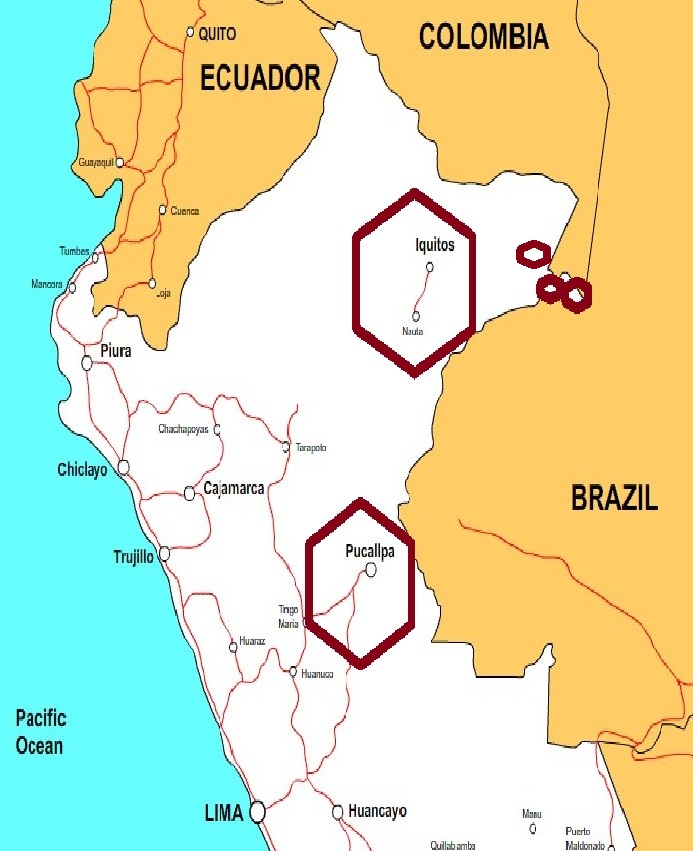 COLOMBIA
QUITO
ECUADOR
Guayaquil
Cuenca
Iquitos
Tumbes
Mancora
Loja
Nauta
Piura
Chachapoyas
Tarapoto
Chiclayo
Cajamarca
BRAZIL
Trujillo
Pucallpa
Tingo
Maria
Huaraz
Huanuco
Pacific
Ocean
LIMA
Huancayo
Manu
Quillabamba
Puerto
Maldonado